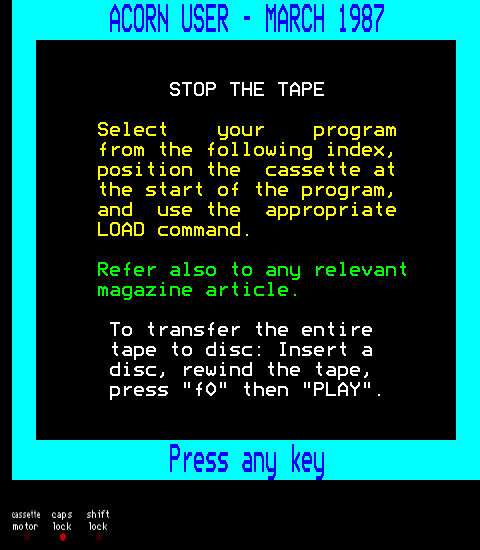 ACORN USER - MARCH 1987
STOP THE TAPE
Select your program
from the following index,
position the cassette at
the start of the program,
and use the appropriate
LOAD command.
Refer also to any relevant
magazine article.
To transfer the entire
tape to disc: Insert a
disc, rewind the tape,
press "f0" then "PLAY".
Press any key
cassette motor
caps lock
shift lock